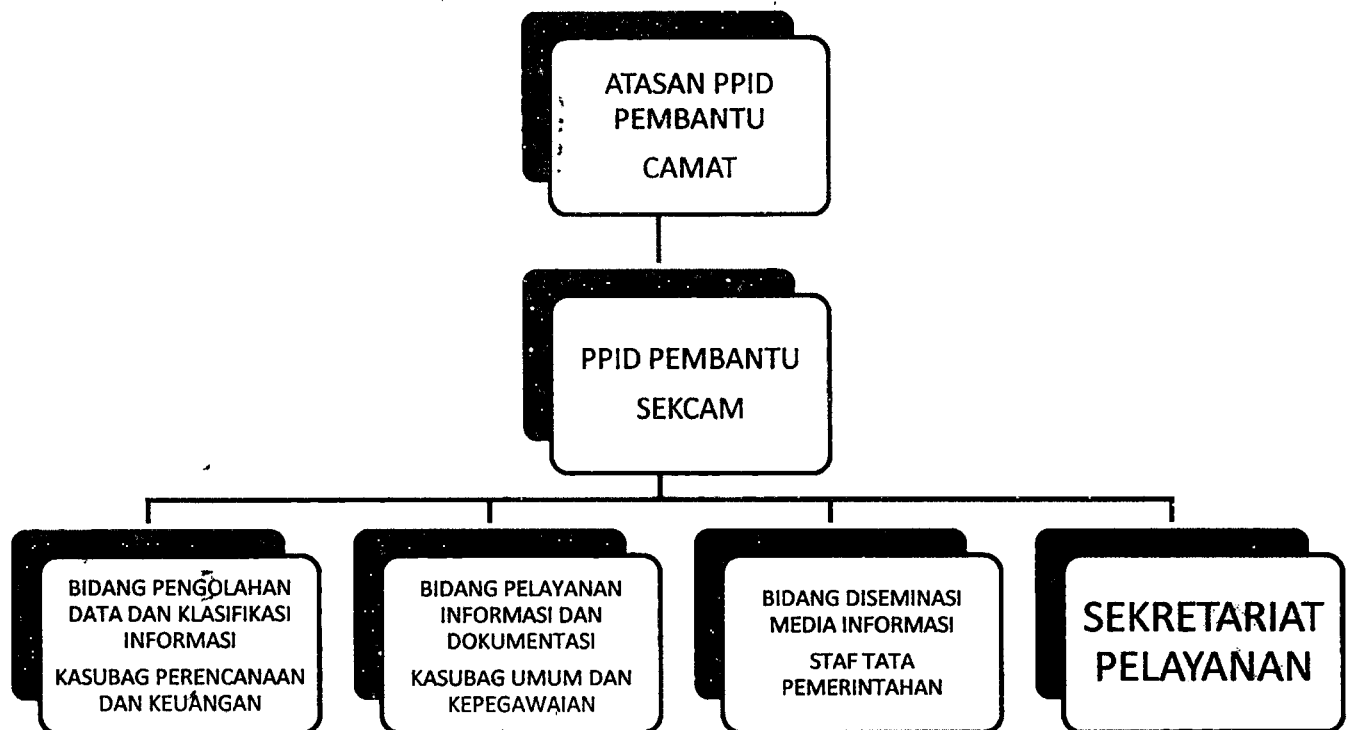 ATASAN PPID
PEMBANTU
CAMAT
PPID PEMBANTU
SEKCAM
BIDANG PENGOLAHAN
DATA DAN KLASIFIKASI
INFORMASI
KASUBAG PERENCANAAN
DAN KEUANGAN
BIDANG PELAYANAN
INFORMASI DAN
DOKUMENTASI
KASUBAG UMUM DAN
KEPEGAWAIAN
BIDANG DISEMINASI
MEDIA INFORMASI
STAF TATA
PEMERINTAHAN
SEKRETARIAT
PELAYANAN